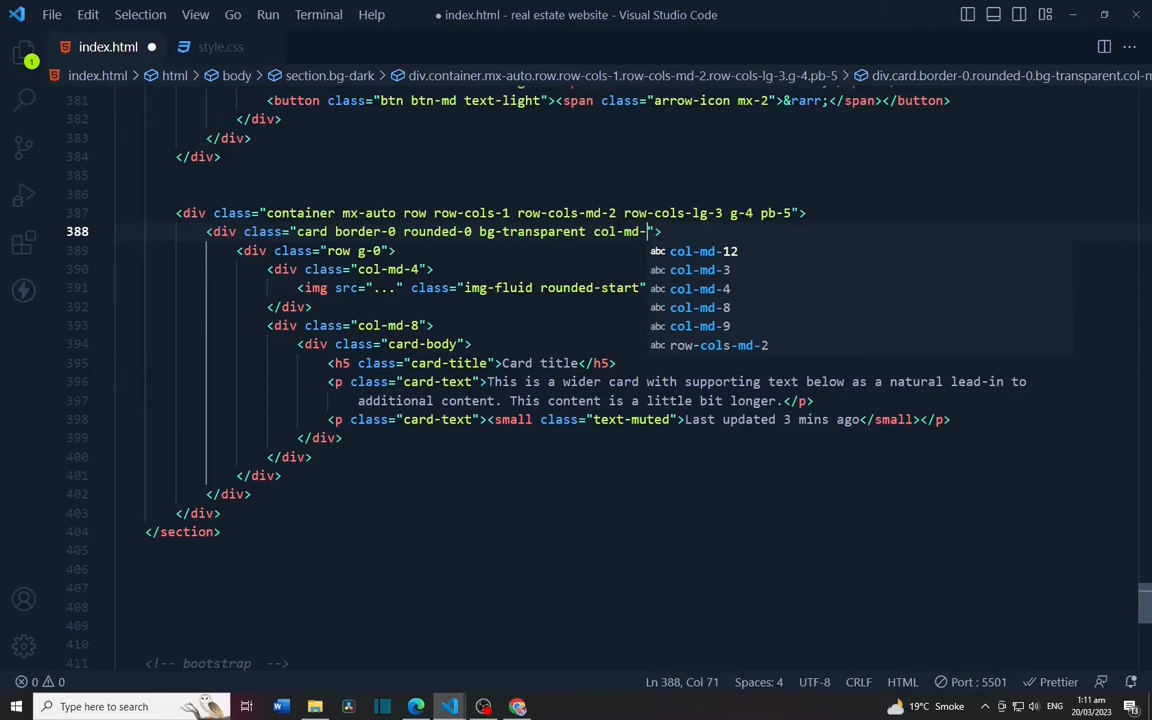 File Edit Selection View Go Run Terminal Help ● index.html - real estate website - Visual Studio Code
index.html ● style.css
index.html > html > body > section.bg-dark > div.container.mx-auto.row.row-cols-1.row-cols-md-2.row-cols-lg-3.g-4.pb-5 > div.card.border-0.rounded-0.bg-transparent.col-m
381 <button class="btn btn-md text-light"><span class="arrow-icon mx-2">&rarr;</span></button>
382 </div>
383 </div>
384 </div>
385
386
387 <div class="container mx-auto row row-cols-1 row-cols-md-2 row-cols-lg-3 g-4 pb-5">
388 <div class="card border-0 rounded-0 bg-transparent col-md-">
389 <div class="row g-0"> abc col-md-12
390 <div class="col-md-4"> abc col-md-3
391 <img src="..." class="img-fluid rounded-start" abc col-md-4
392 </div> abc col-md-8
393 <div class="col-md-8"> abc col-md-9
394 <div class="card-body"> abc row-cols-md-2
395 <h5 class="card-title">Card title</h5>
396 <p class="card-text">This is a wider card with supporting text below as a natural lead-in to
397 additional content. This content is a little bit longer.</p>
398 <p class="card-text"><small class="text-muted">Last updated 3 mins ago</small></p>
399 </div>
400 </div>
401 </div>
402 </div>
403 </div>
404 </section>
405
406
407
408
409
410
411 <!-- bootstrap -->
1
0 0 Ln 388, Col 71 Spaces: 4 UTF-8 CRLF HTML Port : 5501 Prettier
Type here to search 19°C Smoke ENG 1:11 am 20/03/2023 13